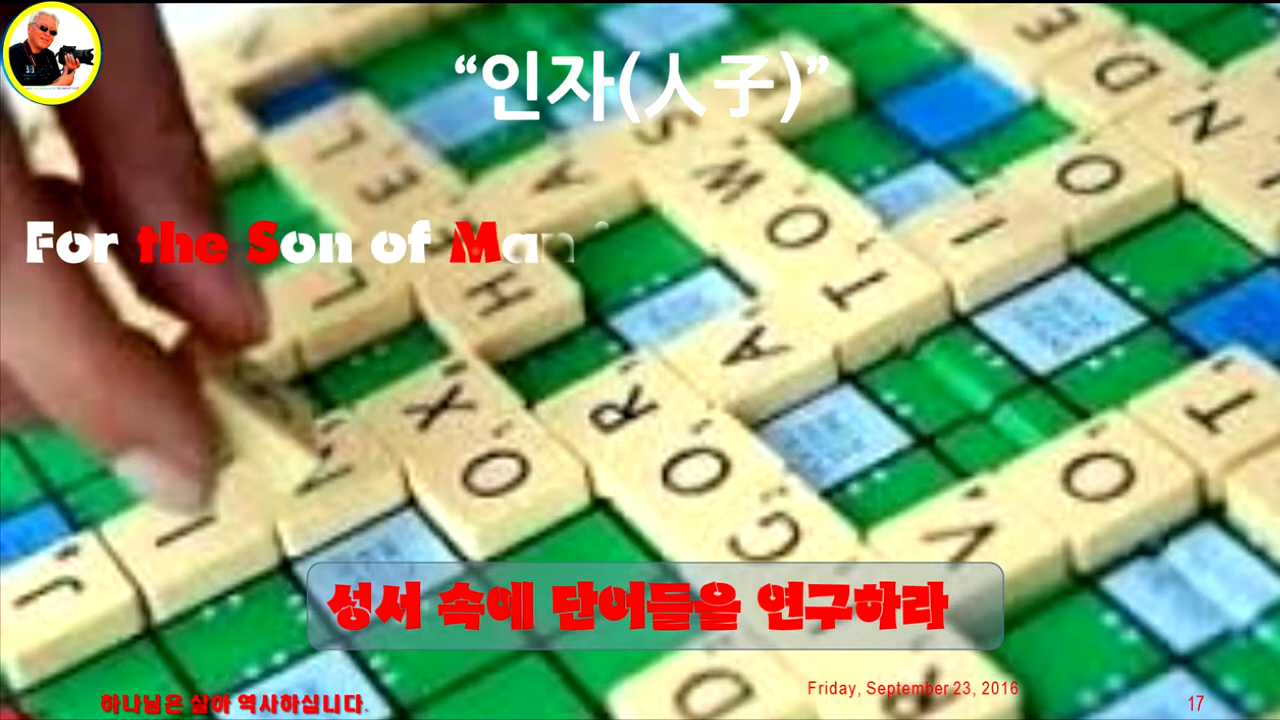 “인자(人子)”
For the Son of Man
성서 속에 단어들을 연구하라
하나님은 살아 역사하십니다.
Friday, September 23, 2016
17